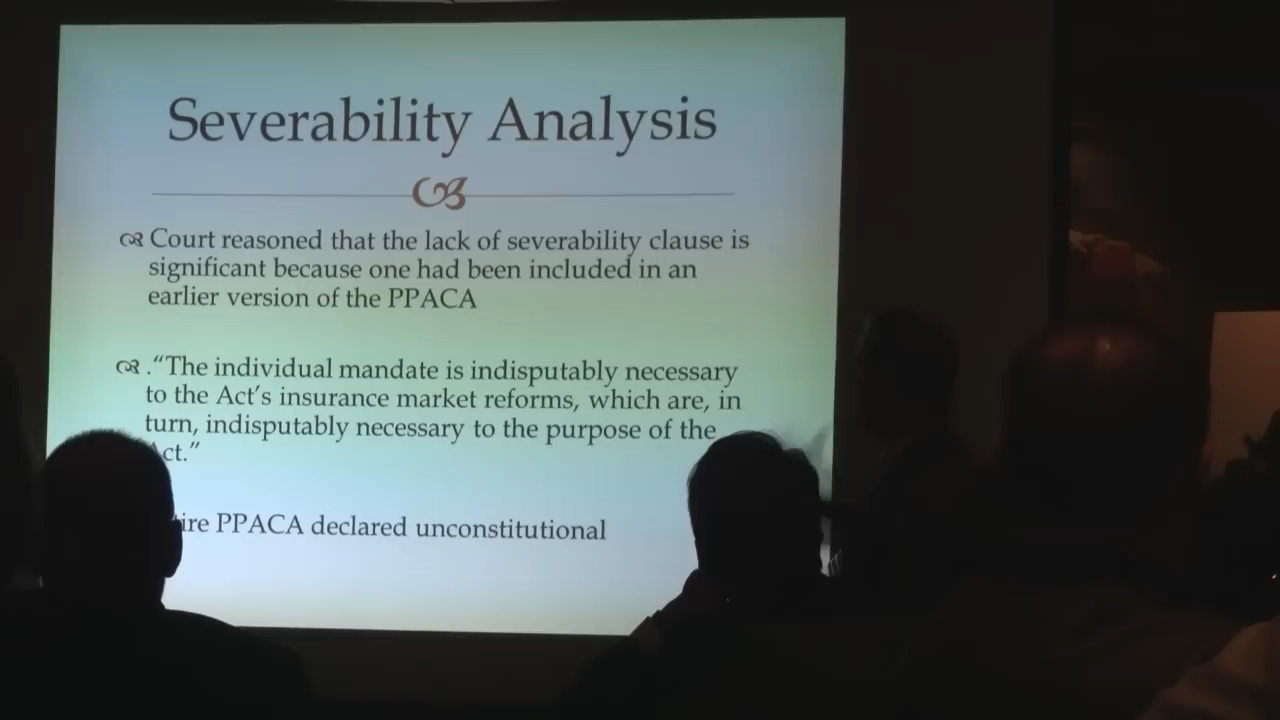 Severability Analysis
Court reasoned that the lack of severability clause is
significant because one had been included in an
earlier version of the PPACA
.“The individual mandate is indisputably necessary
to the Act’s insurance market reforms, which are, in
turn, indisputably necessary to the purpose of the
Act.”
PPACA declared unconstitutional